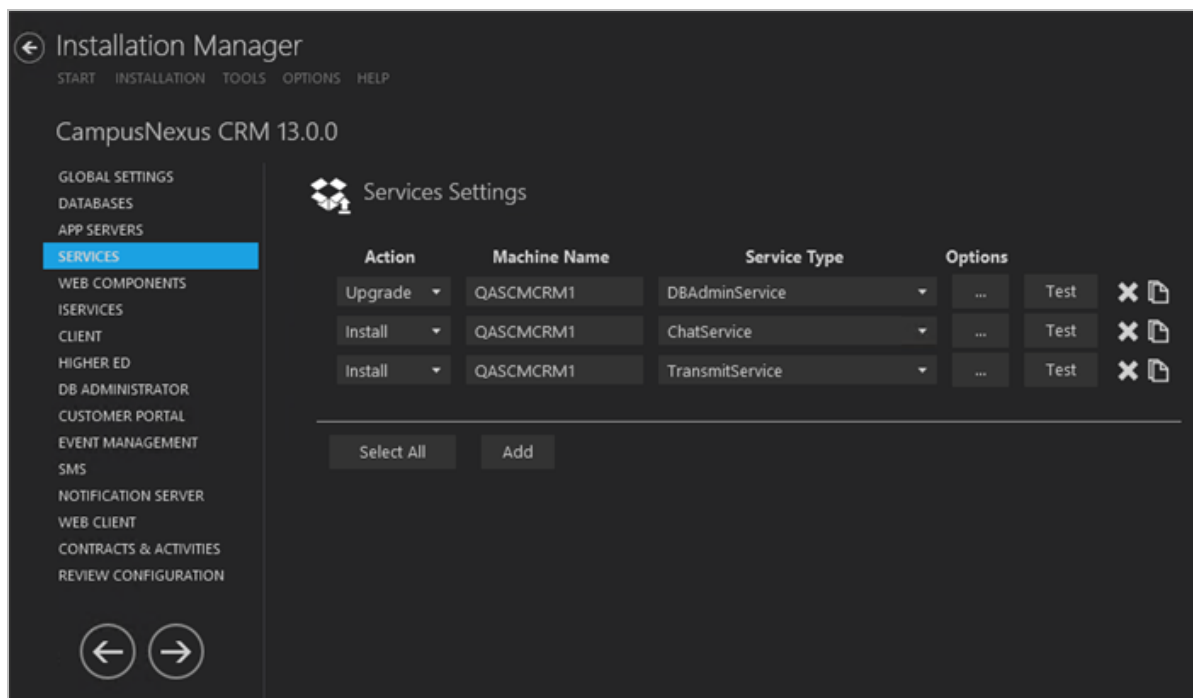 Installation Manager
START INSTALLATION TOOLS OPTIONS HELP
CampusNexus CRM 13.0.0
GLOBAL SETTINGS
DATABASES
APP SERVERS
SERVICES
WEB COMPONENTS
ISERVICES
CLIENT
HIGHER ED
DB ADMINISTRATOR
CUSTOMER PORTAL
EVENT MANAGEMENT
SMS
NOTIFICATION SERVER
WEB CLIENT
CONTRACTS & ACTIVITIES
REVIEW CONFIGURATION
Services Settings
Action Machine Name Service Type Options
Upgrade QASCMCRM1 DBAdminService ... Test
Install QASCMCRM1 ChatService ... Test
Install QASCMCRM1 TransmitService ... Test
Select All Add